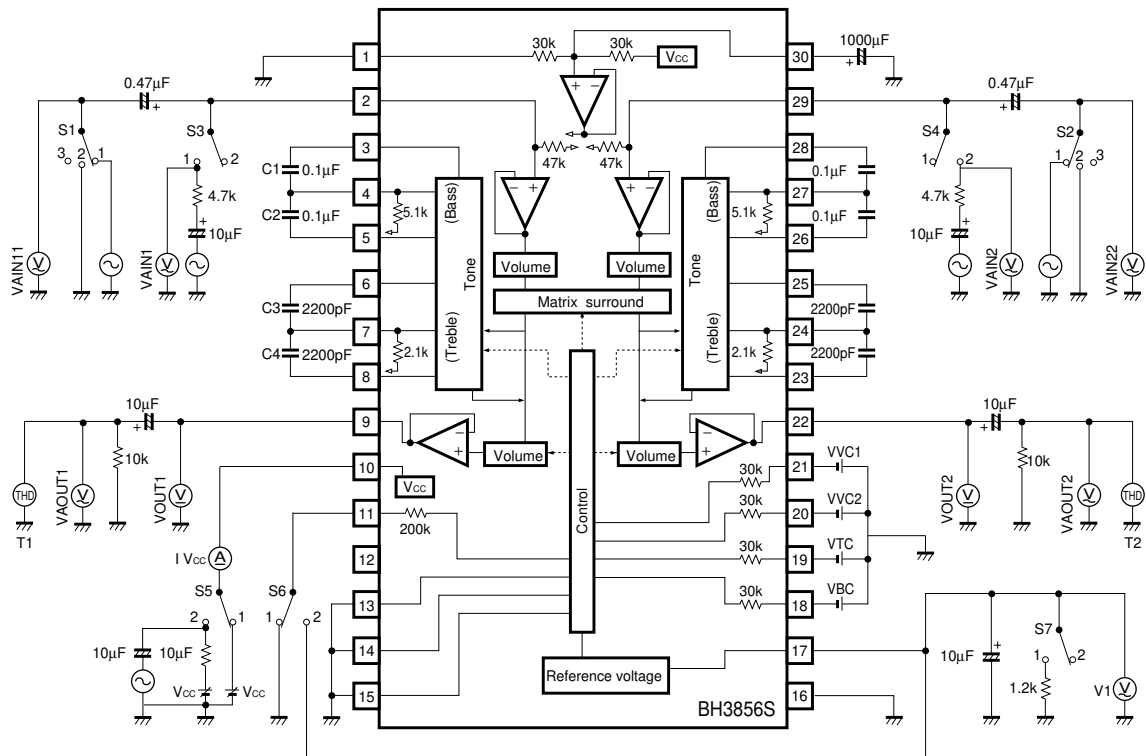 1
30k
30k
VCC
30
1000µF
+
0.47µF
+
2
29
0.47µF
+
S1
3 2 1
S3
1 2
47k
47k
S4
1 2
S2
1 2 3
3
28
C1 0.1µF
0.1µF
4.7k
4
(Bass)
5.1k
27
5.1k
(Bass)
4.7k
+
10µF
C2 0.1µF
5
26
0.1µF
+
10µF
VAIN11
VAIN1
VAIN2
VAIN22
Volume
Volume
6
Tone
Matrix surround
Tone
25
C3 2200pF
2200pF
7
(Treble)
2.1k
24
2.1k
(Treble)
C4 2200pF
8
23
2200pF
10µF
+
9
22
10µF
+
Volume
Volume
10k
10k
THD
T1
VAOUT1
VOUT1
VOUT2
VAOUT2
THD
T2
10
VCC
30k
21
VVC1
11
200k
Control
30k
20
VVC2
I VCC
A
12
30k
19
VTC
S5
2 1
S6
1 2
13
30k
18
VBC
10µF
10µF
VCC
VCC
14
17
10µF
+
S7
1 2
1.2k
V1
15
Reference voltage
16
BH3856S